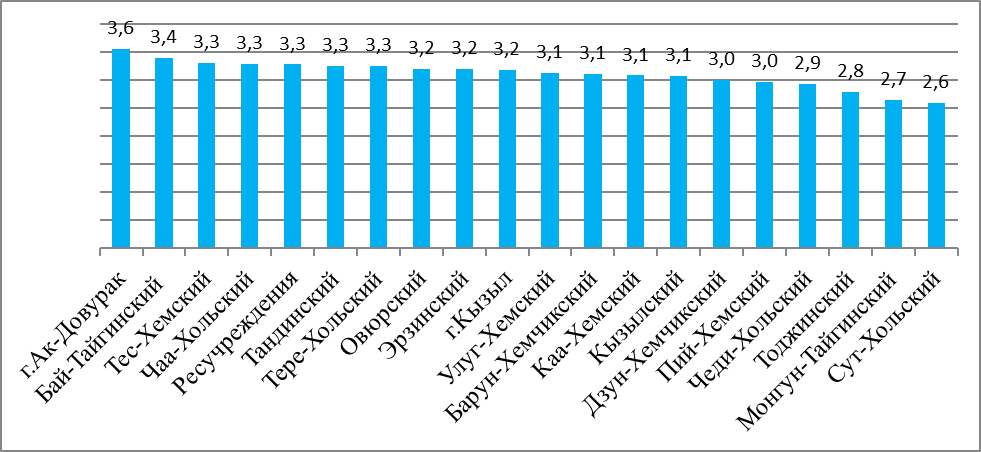 3,6
3,4
3,3
3,3
3,3
3,3
3,3
3,2
3,2
3,2
3,1
3,1
3,1
3,1
3,0
3,0
2,9
2,8
2,7
2,6
г.Ак-Довурак
Бай-Тайгинский
Тес-Хемский
Чаа-Хольский
Ресучреждения
Тандинский
Тере-Хольский
Овюрский
Эрзинский
г.Кызыл
Улуг-Хемский
Барун-Хемчикский
Каа-Хемский
Кызылский
Дзун-Хемчикский
Пий-Хемский
Чеди-Хольский
Тоджинский
Монгун-Тайгинский
Сут-Хольский